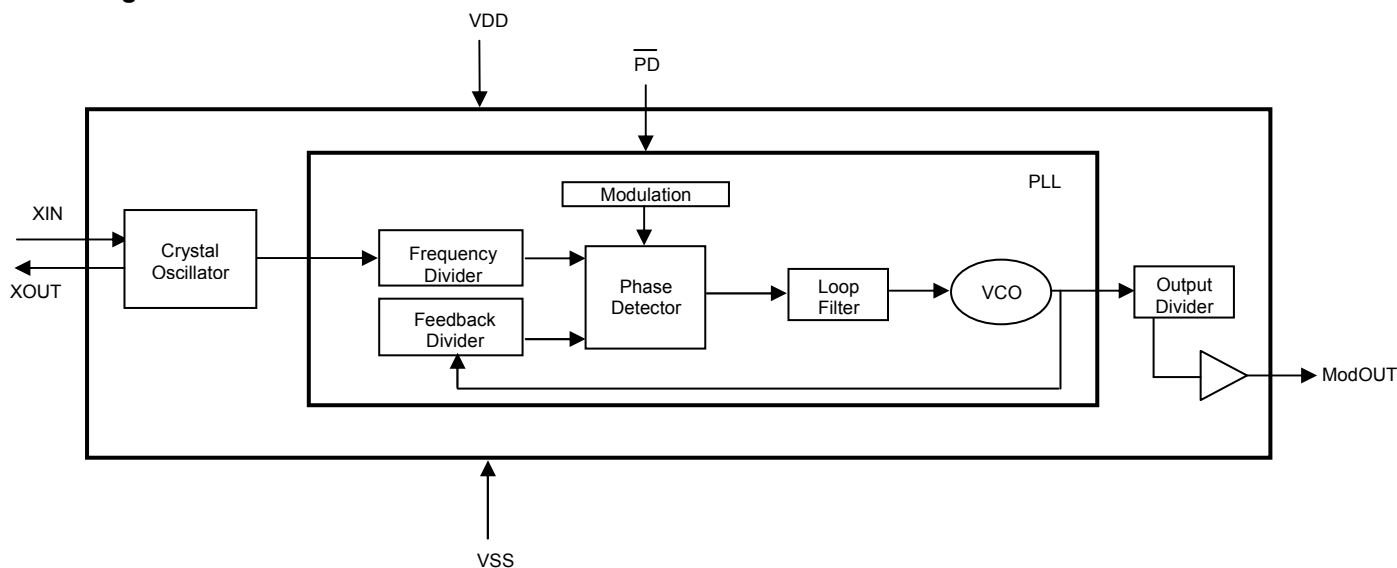 VDD
PD
PLL
Modulation
XIN
Crystal
Oscillator
XOUT
Frequency
Divider
Feedback
Divider
Phase
Detector
Loop
Filter
VCO
Output
Divider
ModOUT
VSS